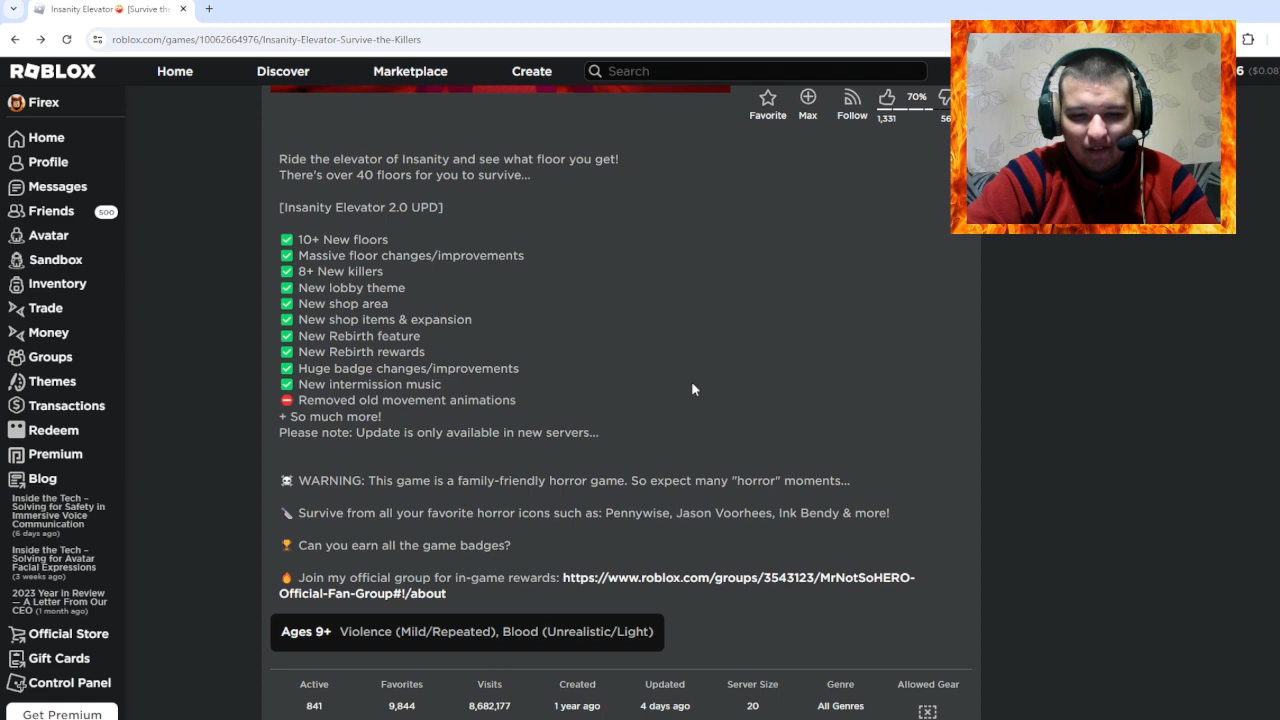 Insanity Elevator🤪 [Survive the
roblox.com/games/10062664976/Insanity-Elevator-Survive-the-Killers
ROBLOX Home Discover Marketplace Create Search 6 ($0.08
Firex
Home
Profile
Messages
Friends 500
Avatar
Sandbox
Inventory
Trade
Money
Groups
Themes
Transactions
Redeem
Premium
Blog
Inside the Tech –
Solving for Safety in
Immersive Voice
Communication
(6 days ago)
Inside the Tech –
Solving for Avatar
Facial Expressions
(3 weeks ago)
2023 Year in Review
— A Letter From Our
CEO (1 month ago)
Official Store
Gift Cards
Control Panel
Get Premium
Favorite Max Follow 1,331 70% 56
Ride the elevator of Insanity and see what floor you get!
There's over 40 floors for you to survive...
[Insanity Elevator 2.0 UPD]
✅ 10+ New floors
✅ Massive floor changes/improvements
✅ 8+ New killers
✅ New lobby theme
✅ New shop area
✅ New shop items & expansion
✅ New Rebirth feature
✅ New Rebirth rewards
✅ Huge badge changes/improvements
✅ New intermission music
⛔ Removed old movement animations
+ So much more!
Please note: Update is only available in new servers...
☠️ WARNING: This game is a family-friendly horror game. So expect many "horror" moments...
🔪 Survive from all your favorite horror icons such as: Pennywise, Jason Voorhees, Ink Bendy & more!
🏆 Can you earn all the game badges?
🔥 Join my official group for in-game rewards: https://www.roblox.com/groups/3543123/MrNotSoHERO-
Official-Fan-Group#!/about
Ages 9+ Violence (Mild/Repeated), Blood (Unrealistic/Light)
Active Favorites Visits Created Updated Server Size Genre Allowed Gear
841 9,844 8,682,177 1 year ago 4 days ago 20 All Genres